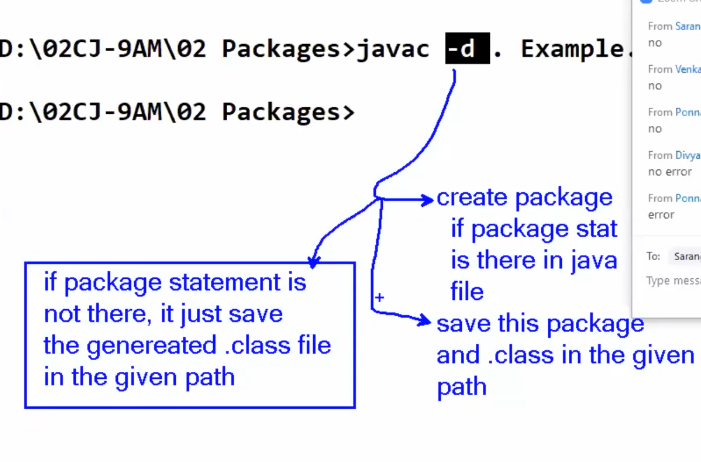 D:\02CJ-9AM\02 Packages>javac -d . Example.
D:\02CJ-9AM\02 Packages>
create package
if package stat
is there in java
file
+
save this package
and .class in the given
path
if package statement is
not there, it just save
the genereated .class file
in the given path
From Saran
no
From Venka
no
From Ponn
no
From Divya
no error
From Ponn
error
To: Saran
Type mess